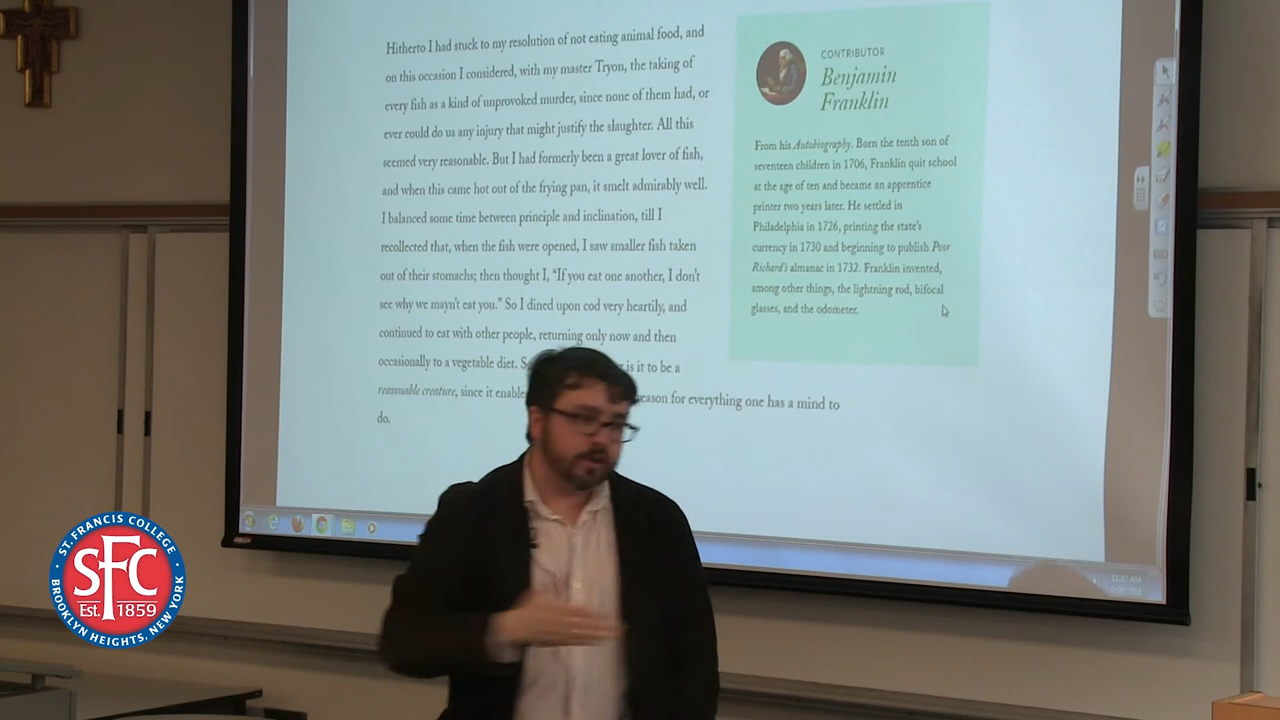 Hitherto I had stuck to my resolution of not eating animal food, and
on this occasion I considered, with my master Tryon, the taking of
every fish as a kind of unprovoked murder, since none of them had, or
ever could do us any injury that might justify the slaughter. All this
seemed very reasonable. But I had formerly been a great lover of fish,
and when this came hot out of the frying pan, it smelt admirably well.
I balanced some time between principle and inclination, till I
recollected that, when the fish were opened, I saw smaller fish taken
out of their stomachs; then thought I, “If you eat one another, I don’t
see why we mayn’t eat you.” So I dined upon cod very heartily, and
continued to eat with other people, returning only now and then
occasionally to a vegetable diet. is it to be a
reasonable creature, since it enable eason for everything one has a mind to
do.
CONTRIBUTOR
Benjamin
Franklin
From his Autobiography. Born the tenth son of
seventeen children in 1706, Franklin quit school
at the age of ten and became an apprentice
printer two years later. He settled in
Philadelphia in 1726, printing the state’s
currency in 1730 and beginning to publish Poor
Richard’s almanac in 1732. Franklin invented,
among other things, the lightning rod, bifocal
glasses, and the odometer.
ST. FRANCIS COLLEGE
SFC
Est. 1859
BROOKLYN HEIGHTS, NEW YORK